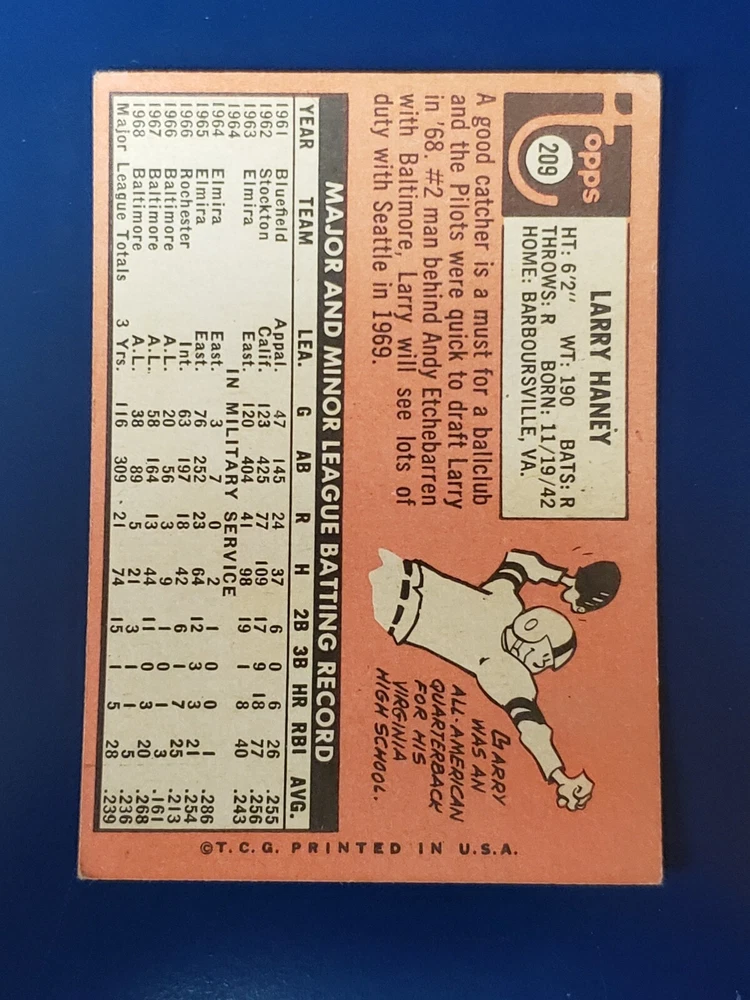 Topps
209
LARRY HANEY
HT: 6'2" WT: 190 BATS: R
THROWS: R BORN: 11/19/42
HOME: BARBOURSVILLE, VA.
A good catcher is a must for a ballclub
and the Pilots were quick to draft Larry
in '68. #2 man behind Andy Etchebarren
with Baltimore, Larry will see lots of
duty with Seattle in 1969.
LARRY
WAS AN
ALL-AMERICAN
QUARTERBACK
FOR HIS
VIRGINIA
HIGH SCHOOL.
MAJOR AND MINOR LEAGUE BATTING RECORD
YEAR TEAM LEA. G AB R H 2B 3B HR RBI AVG.
1961 Bluefield Appal. 47 145 24 37 6 0 6 26 .255
1962 Stockton Calif. 123 425 77 109 17 9 18 77 .256
1963 Elmira East. 120 404 41 98 19 1 8 40 .243
1964 IN MILITARY SERVICE
1964 Elmira East. 3 7 0 2 1 0 0 1 .286
1965 Elmira East. 76 252 23 64 12 3 3 21 .254
1966 Rochester Int. 63 197 18 42 6 1 7 25 .213
1966 Baltimore A.L. 20 56 3 9 1 0 1 3 .161
1967 Baltimore A.L. 58 164 13 44 11 0 3 20 .268
1968 Baltimore A.L. 38 89 5 21 3 1 1 5 .236
Major League Totals 3 Yrs. 116 309 21 74 15 1 5 28 .239
©T.C.G. PRINTED IN U.S.A.